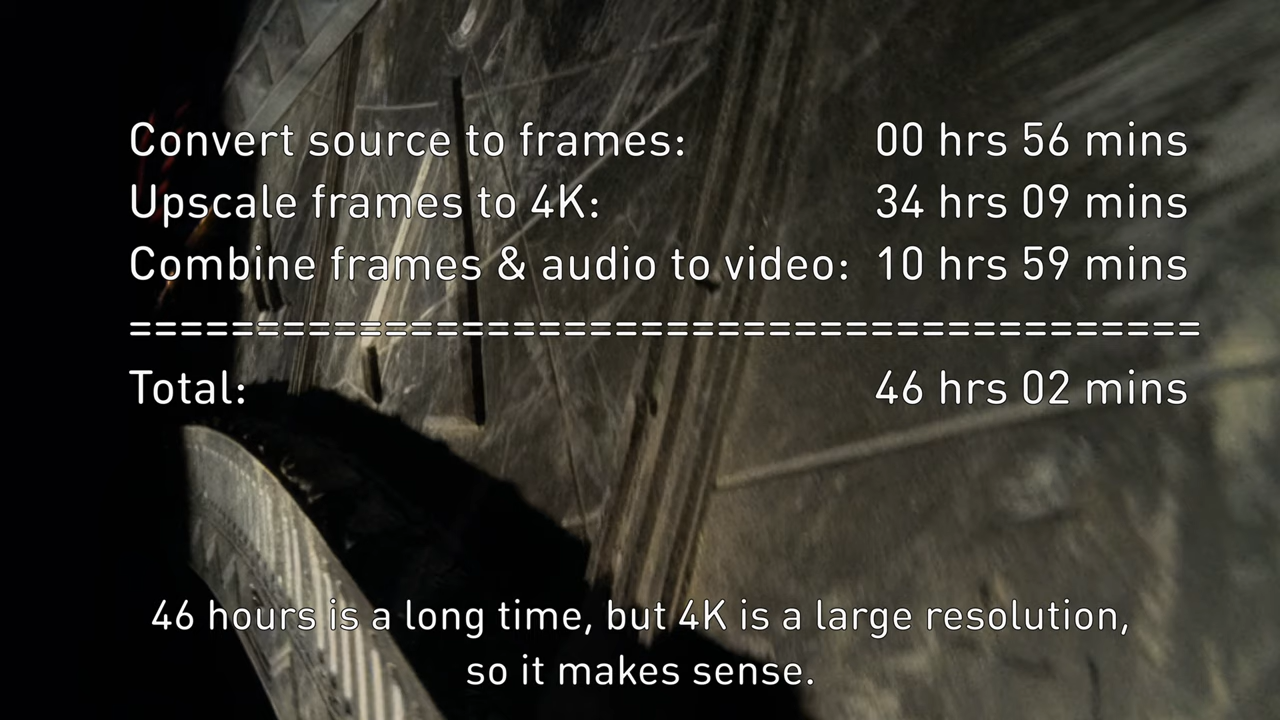 Convert source to frames: 00 hrs 56 mins
Upscale frames to 4K: 34 hrs 09 mins
Combine frames & audio to video: 10 hrs 59 mins
==========================================
Total: 46 hrs 02 mins
46 hours is a long time, but 4K is a large resolution,
so it makes sense.